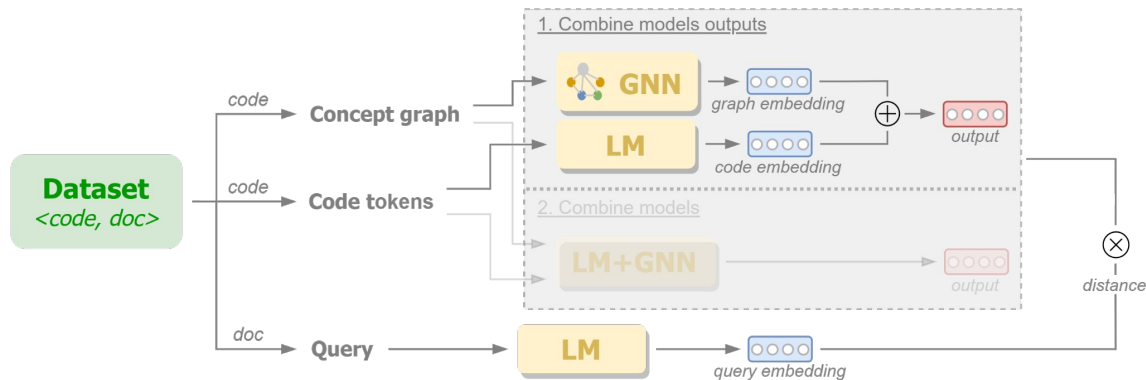 1. Combine models outputs
GNN
graph embedding
LM
code embedding
output
code
Concept graph
code
Code tokens
Dataset
<code, doc>
2. Combine models
LM+GNN
output
distance
doc
Query
LM
query embedding